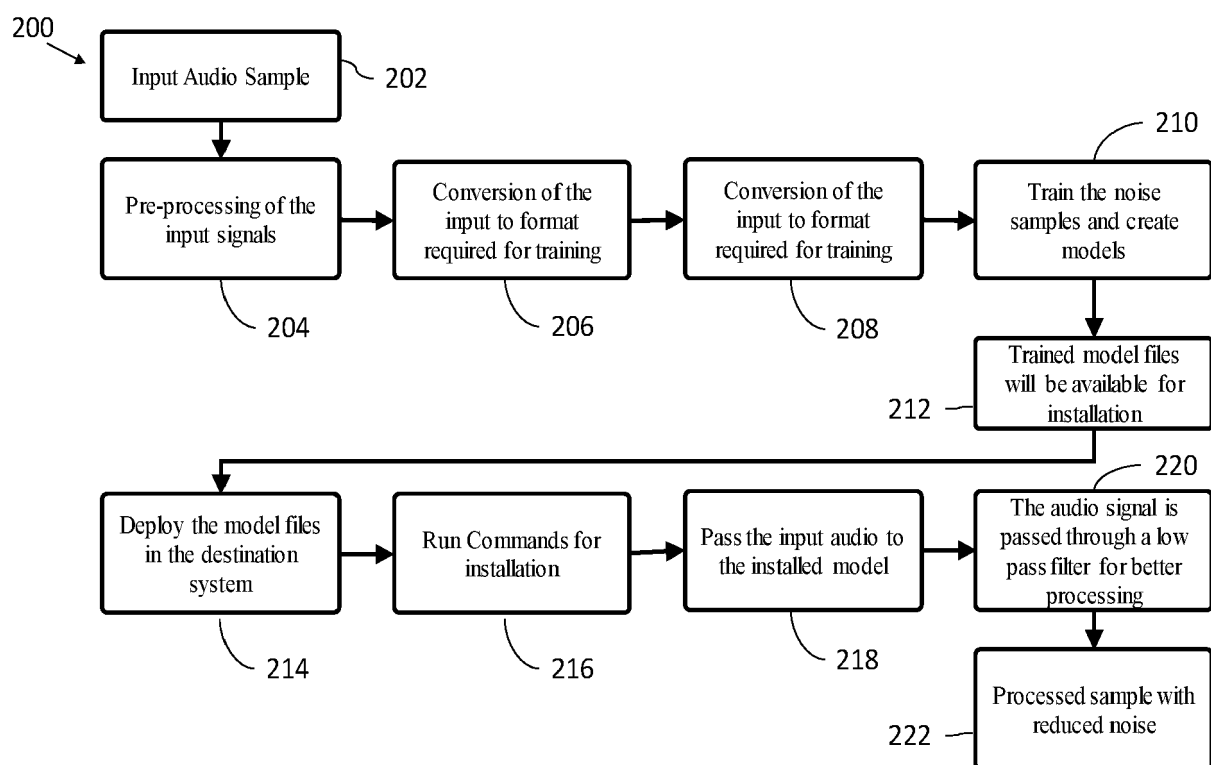 200
Input Audio Sample
202
Pre-processing of the
input signals
204
Conversion of the
input to format
required for training
206
Conversion of the
input to format
required for training
208
210
Train the noise
samples and create
models
Trained model files
will be available for
installation
212
Deploy the model files
in the destination
system
214
Run Commands for
installation
216
Pass the input audio to
the installed model
218
220
The audio signal is
passed through a low
pass filter for better
processing
Processed sample with
reduced noise
222